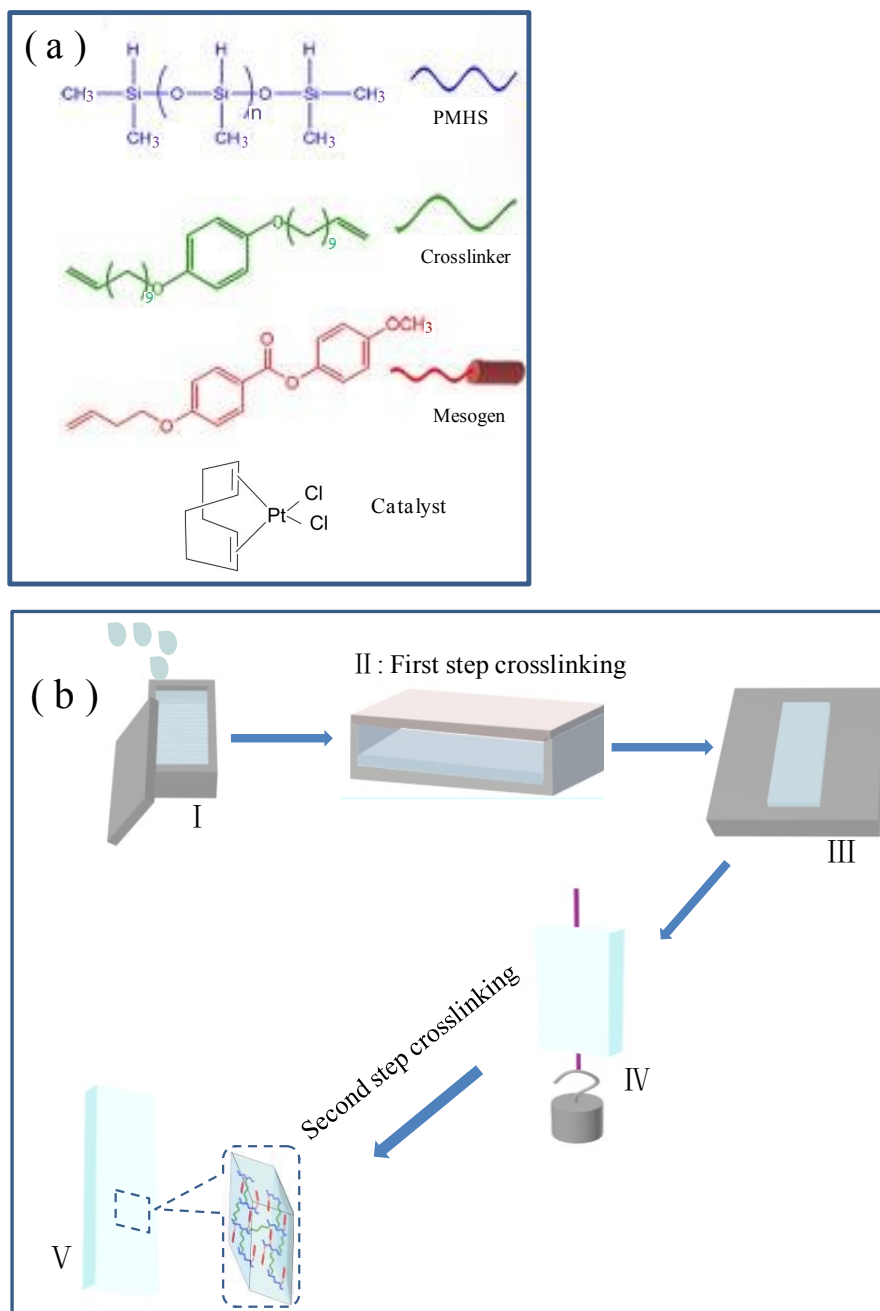 ( a )
H H H
CH3 Si ( O Si ) O Si CH3
n
CH3 CH3 CH3
PMHS
O ( ) 9
( ) 9 O
Crosslinker
OCH3
O
O
O
Mesogen
Cl
Pt
Cl
Catalyst
( b )
II : First step crosslinking
I
III
IV
Second step crosslinking
V